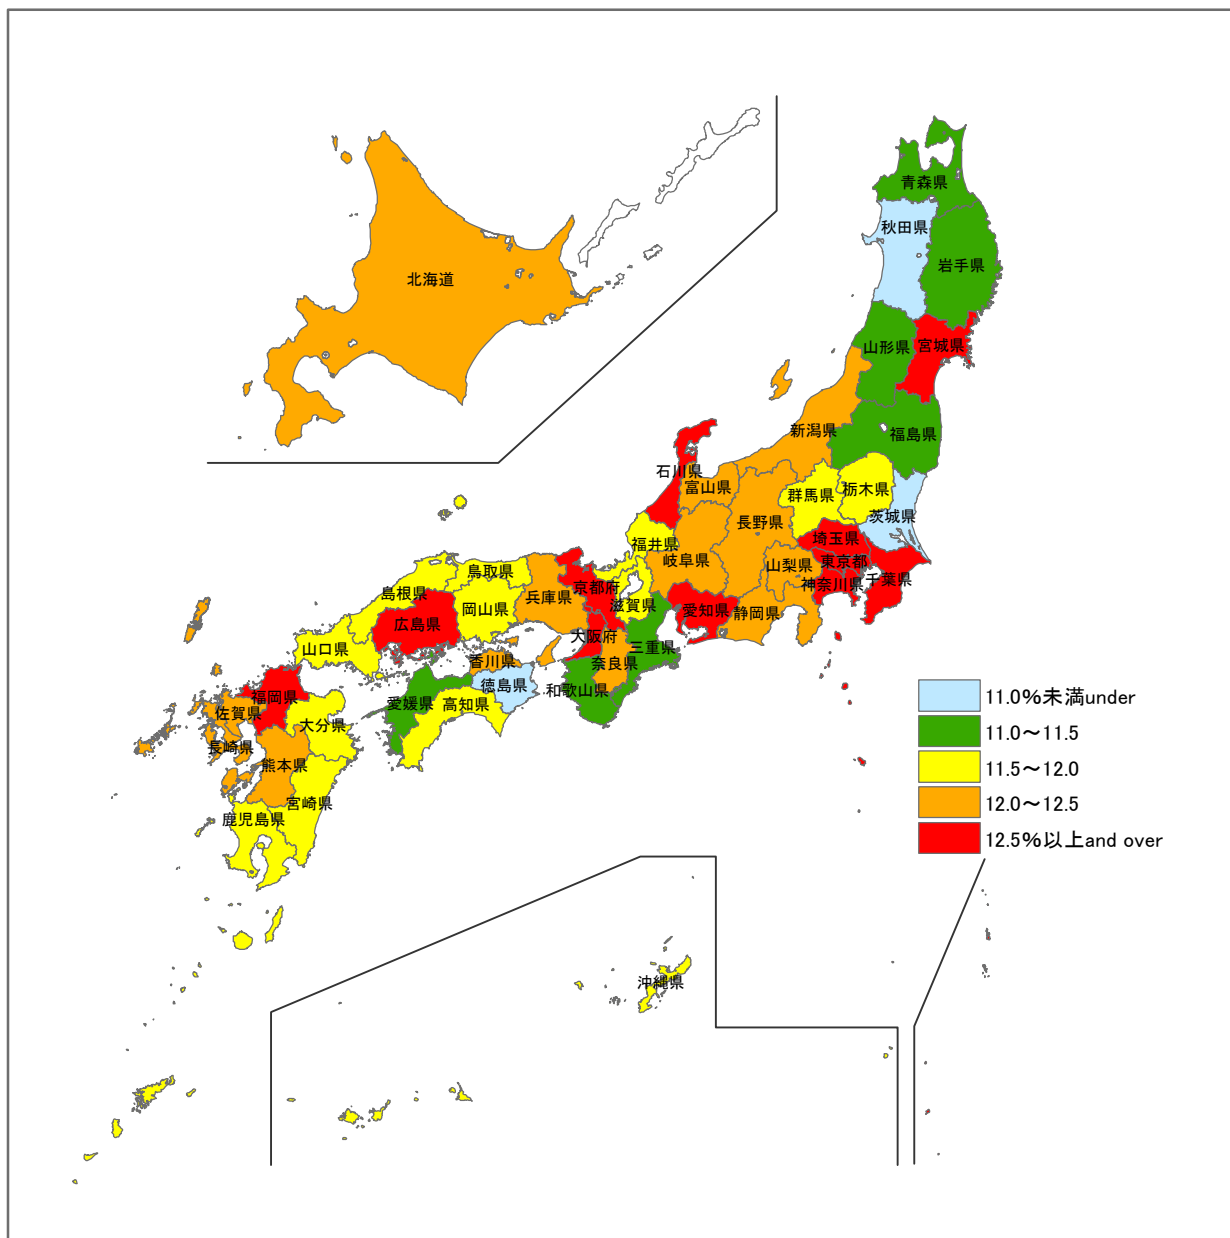 北海道
青森県
秋田県
岩手県
山形県
宮城県
新潟県
福島県
石川県
富山県
群馬県
栃木県
長野県
茨城県
福井県
岐阜県
埼玉県
山梨県
東京都
神奈川県
千葉県
鳥取県
島根県
兵庫県
京都府
滋賀県
岡山県
愛知県
静岡県
広島県
大阪府
三重県
山口県
奈良県
香川県
徳島県
和歌山県
愛媛県
高知県
福岡県
佐賀県
大分県
長崎県
熊本県
宮崎県
鹿児島県
沖縄県
11.0%未満under
11.0～11.5
11.5～12.0
12.0～12.5
12.5%以上and over